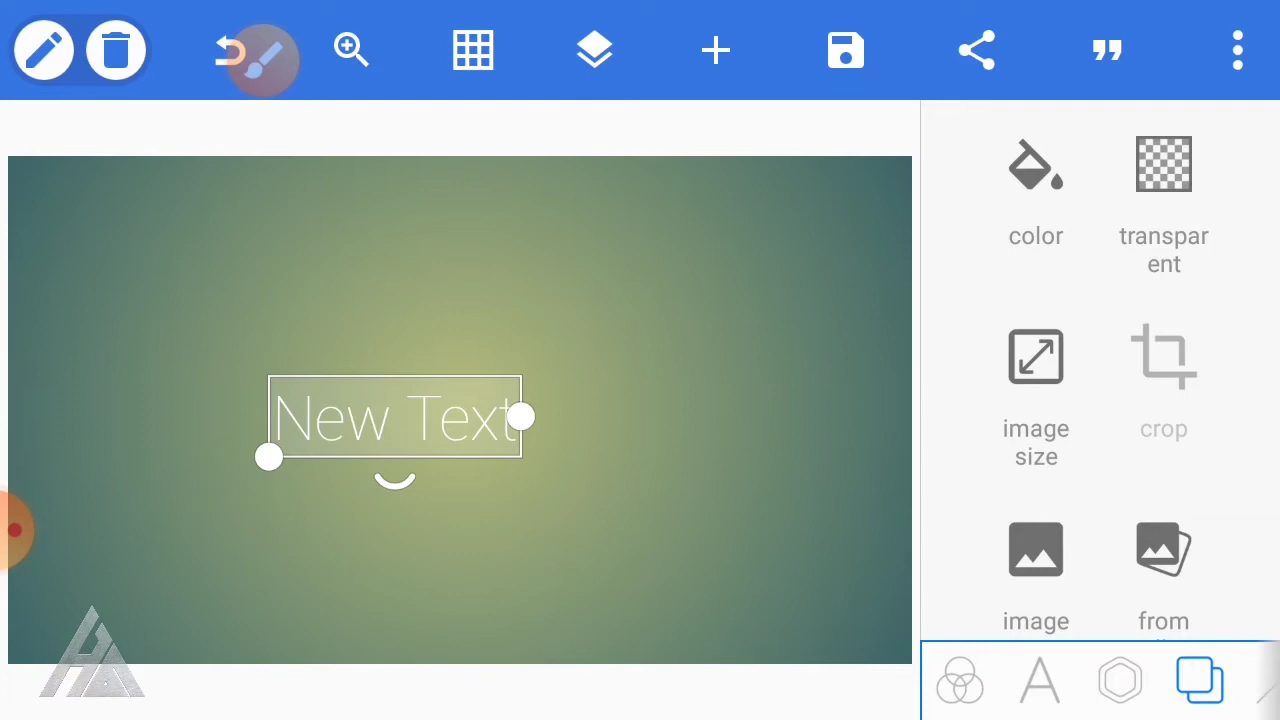 color
transpar
ent
New Text
image
size
crop
image
from